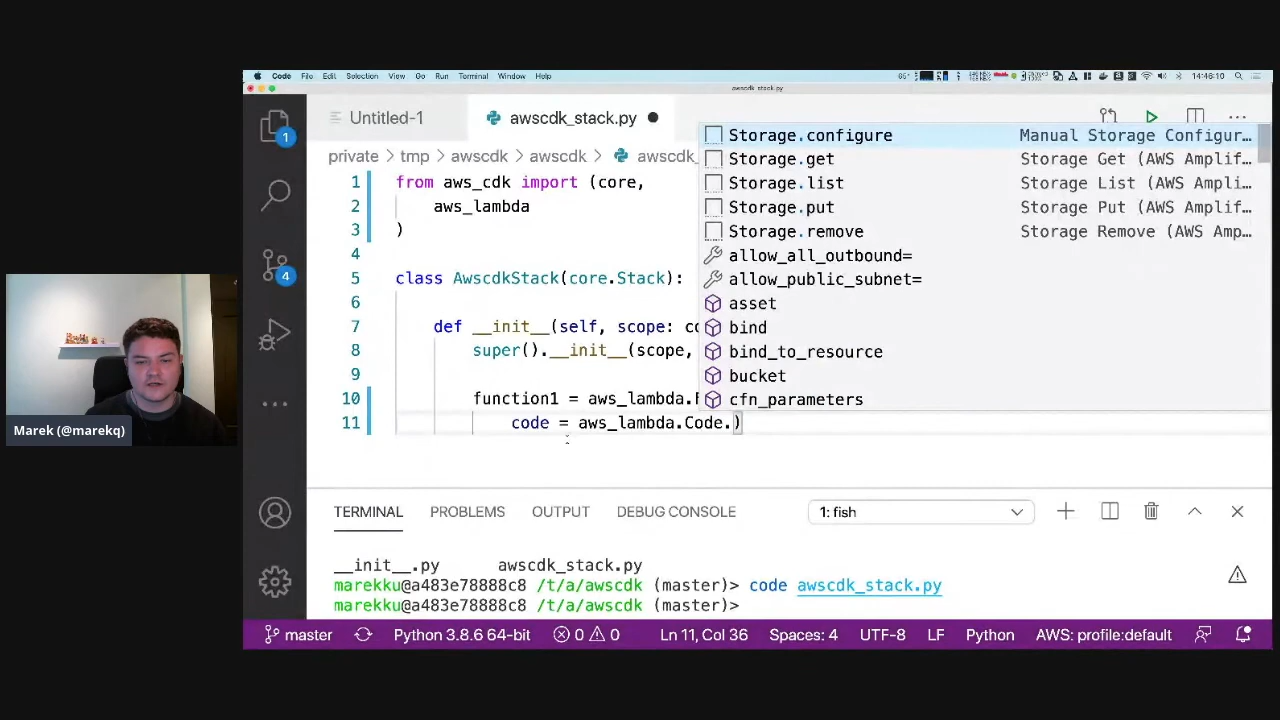 Code File Edit Selection View Go Run Terminal Window Help
14:46:10
awscdk_stack.py
1
Untitled-1
awscdk_stack.py
private > tmp > awscdk > awscdk > awscdk_
1 from aws_cdk import (core,
2 aws_lambda
3 )
4
5 class AwscdkStack(core.Stack):
6
7 def __init__(self, scope: co
8 super().__init__(scope,
9
10 function1 = aws_lambda.F
11 code = aws_lambda.Code.)
Storage.configure Manual Storage Configur…
Storage.get Storage Get (AWS Amplif…
Storage.list Storage List (AWS Ampli…
Storage.put Storage Put (AWS Amplif…
Storage.remove Storage Remove (AWS Amp…
allow_all_outbound=
allow_public_subnet=
asset
bind
bind_to_resource
bucket
cfn_parameters
4
Marek (@marekq)
TERMINAL PROBLEMS OUTPUT DEBUG CONSOLE 1: fish
__init__.py awscdk_stack.py
marekku@a483e78888c8 /t/a/awscdk (master)> code awscdk_stack.py
marekku@a483e78888c8 /t/a/awscdk (master)>
master Python 3.8.6 64-bit 0 0 Ln 11, Col 36 Spaces: 4 UTF-8 LF Python AWS: profile:default